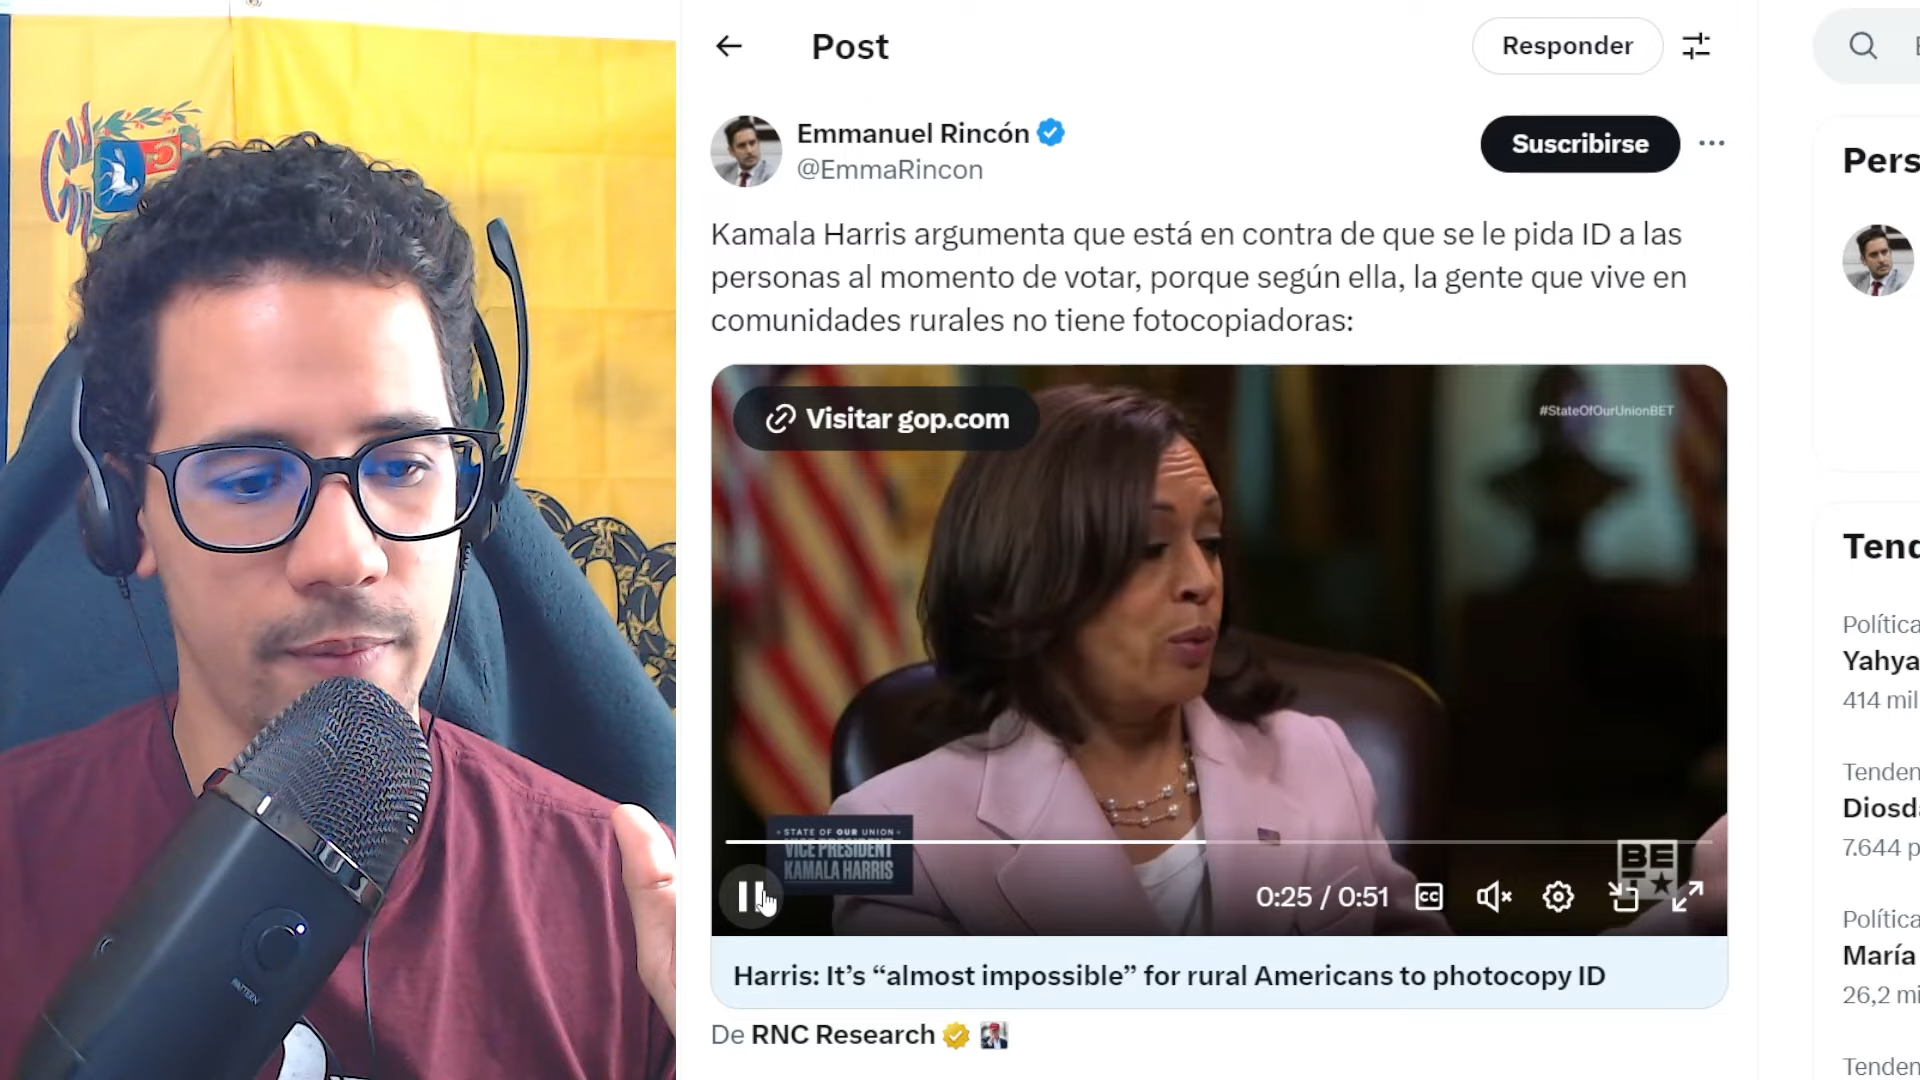 Post
Responder
Emmanuel Rincón
@EmmaRincon
Suscribirse
Kamala Harris argumenta que está en contra de que se le pida ID a las
personas al momento de votar, porque según ella, la gente que vive en
comunidades rurales no tiene fotocopiadoras:
Visitar gop.com
#StateOfOurUnionBET
STATE OF OUR UNION
VICE PRESIDENT
KAMALA HARRIS
BE
0:25 / 0:51
CC
Harris: It’s “almost impossible” for rural Americans to photocopy ID
De RNC Research
Pers
Tend
Política
Yahya
414 mil
Tenden
Diosda
7.644 p
Política
María
26,2 mi
Tenden
PATTERN